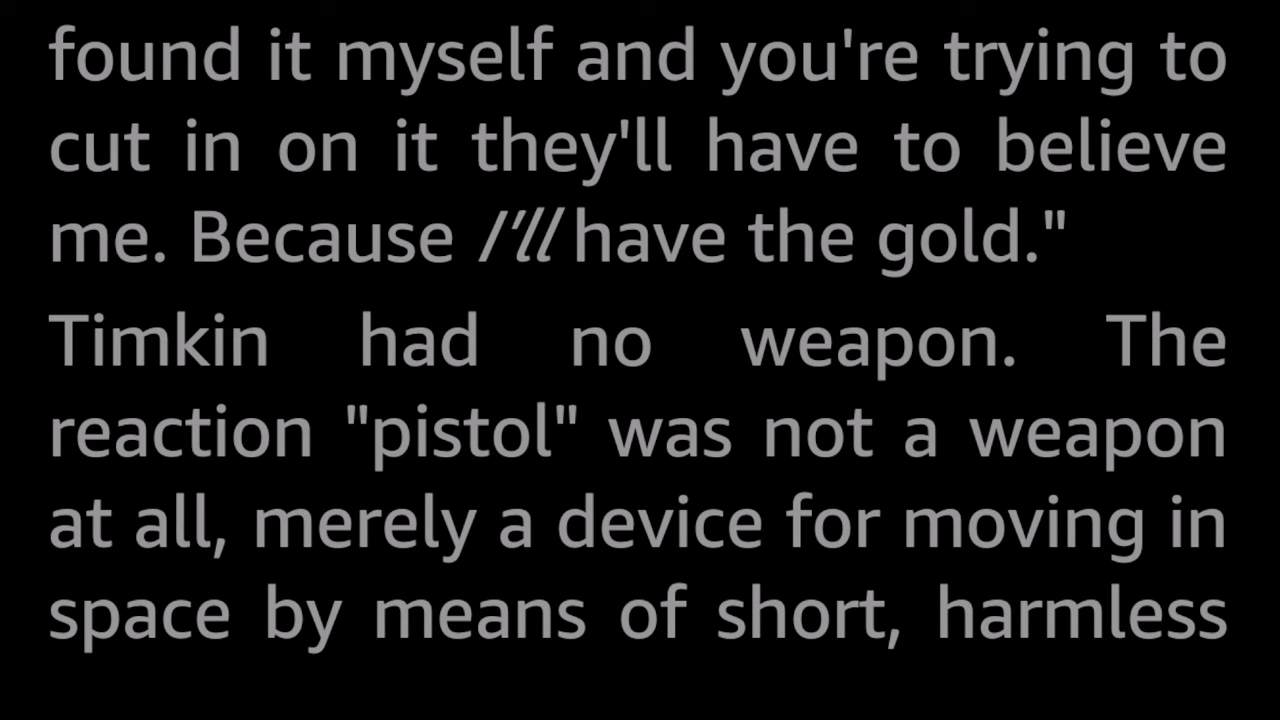 found it myself and you're trying to
cut in on it they'll have to believe
me. Because I'll have the gold."
Timkin had no weapon. The
reaction "pistol" was not a weapon
at all, merely a device for moving in
space by means of short, harmless